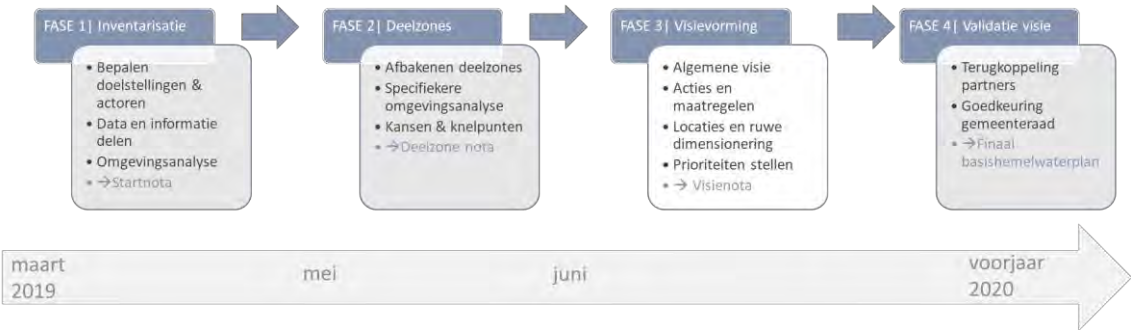 FASE 1| Inventarisatie
• Bepalen
doelstellingen &
actoren
• Data en informatie
delen
• Omgevingsanalyse
• →Startnota
FASE 2| Deelzones
• Afbakenen deelzones
• Specifiekere
omgevingsanalyse
• Kansen & knelpunten
• →Deelzone nota
FASE 3| Visievorming
• Algemene visie
• Acties en
maatregelen
• Locaties en ruwe
dimensionering
• Prioriteiten stellen
• → Visienota
FASE 4| Validatie visie
• Terugkoppeling
partners
• Goedkeuring
gemeenteraad
• →Finaal
basishemelwaterplan
maart
2019
mei
juni
voorjaar
2020